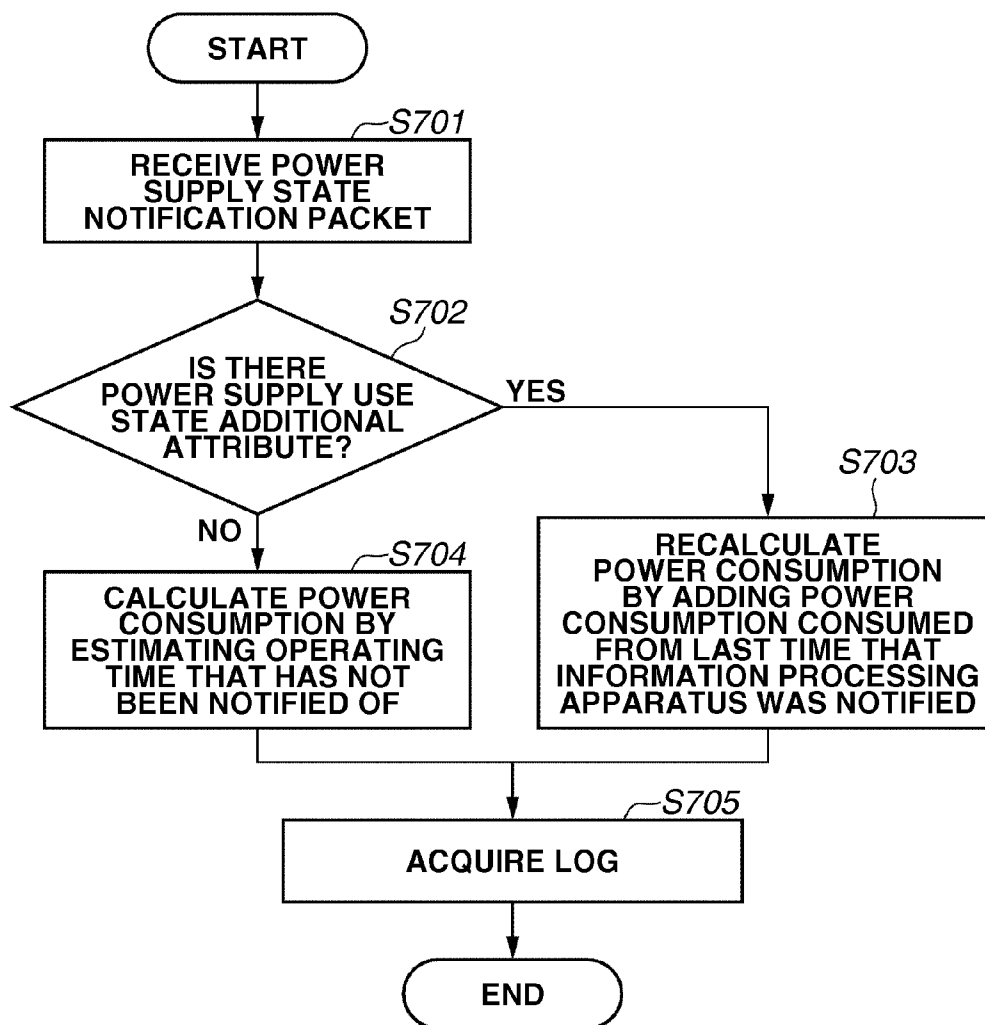 START
S701
RECEIVE POWER
SUPPLY STATE
NOTIFICATION PACKET
S702
IS THERE
POWER SUPPLY USE
STATE ADDITIONAL
ATTRIBUTE?
YES
NO
S703
RECALCULATE
POWER CONSUMPTION
BY ADDING POWER
CONSUMPTION CONSUMED
FROM LAST TIME THAT
INFORMATION PROCESSING
APPARATUS WAS NOTIFIED
S704
CALCULATE POWER
CONSUMPTION BY
ESTIMATING OPERATING
TIME THAT HAS NOT
BEEN NOTIFIED OF
S705
ACQUIRE LOG
END